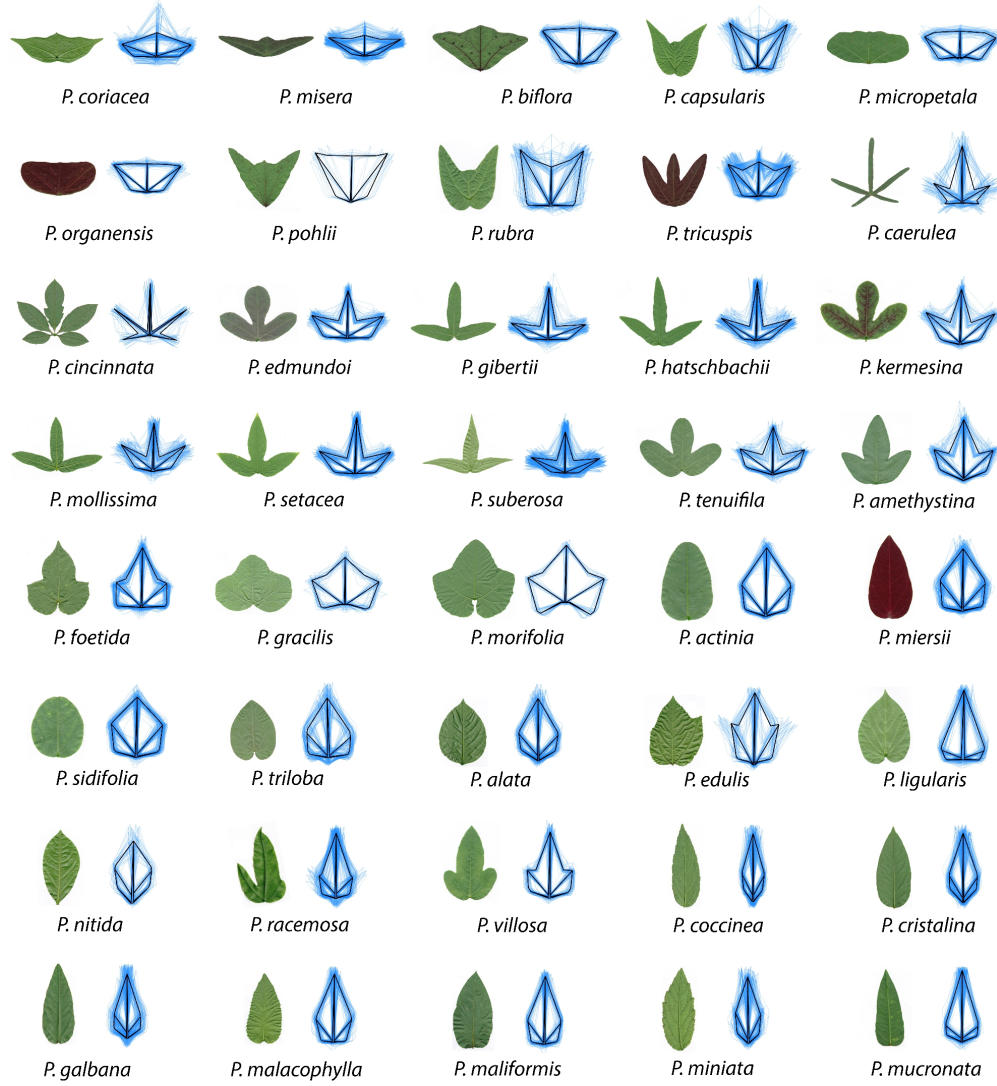 P. coriacea
P. misera
P. biflora
P. capsularis
P. micropetala
P. organensis
P. pohlii
P. rubra
P. tricuspis
P. caerulea
P. cincinnata
P. edmundoi
P. gibertii
P. hatschbachii
P. kermesina
P. mollissima
P. setacea
P. suberosa
P. tenuifila
P. amethystina
P. foetida
P. gracilis
P. morifolia
P. actinia
P. miersii
P. sidifolia
P. triloba
P. alata
P. edulis
P. ligularis
P. nitida
P. racemosa
P. villosa
P. coccinea
P. cristalina
P. galbana
P. malacophylla
P. maliformis
P. miniata
P. mucronata